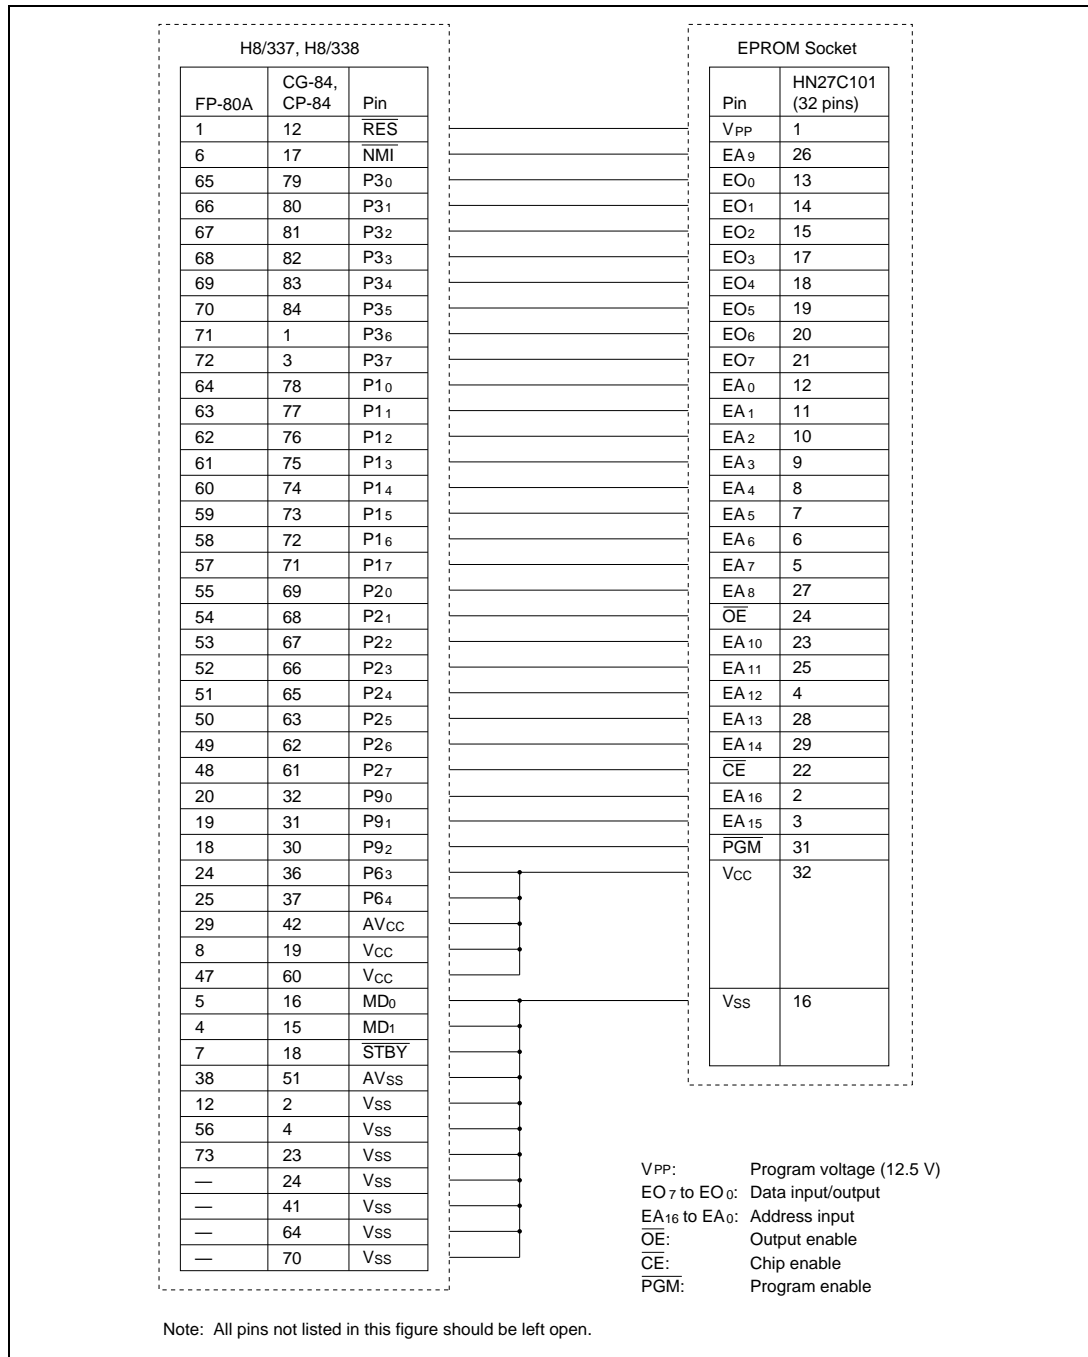 H8/337, H8/338 EPROM Socket
FP-80A CG-84, CP-84 Pin Pin HN27C101 (32 pins)
1 12 R̅E̅S̅ VPP 1
6 17 N̅M̅I̅ EA9 26
65 79 P30 EO0 13
66 80 P31 EO1 14
67 81 P32 EO2 15
68 82 P33 EO3 17
69 83 P34 EO4 18
70 84 P35 EO5 19
71 1 P36 EO6 20
72 3 P37 EO7 21
64 78 P10 EA0 12
63 77 P11 EA1 11
62 76 P12 EA2 10
61 75 P13 EA3 9
60 74 P14 EA4 8
59 73 P15 EA5 7
58 72 P16 EA6 6
57 71 P17 EA7 5
55 69 P20 EA8 27
54 68 P21 O̅E̅ 24
53 67 P22 EA10 23
52 66 P23 EA11 25
51 65 P24 EA12 4
50 63 P25 EA13 28
49 62 P26 EA14 29
48 61 P27 C̅E̅ 22
20 32 P90 EA16 2
19 31 P91 EA15 3
18 30 P92 P̅G̅M̅ 31
24 36 P63 VCC 32
25 37 P64
29 42 AVCC
8 19 VCC
47 60 VCC
5 16 MD0 VSS 16
4 15 MD1
7 18 S̅T̅B̅Y̅
38 51 AVSS
12 2 VSS
56 4 VSS
73 23 VSS
— 24 VSS
— 41 VSS
— 64 VSS
— 70 VSS
VPP: Program voltage (12.5 V)
EO7 to EO0: Data input/output
EA16 to EA0: Address input
O̅E̅: Output enable
C̅E̅: Chip enable
P̅G̅M̅: Program enable
Note: All pins not listed in this figure should be left open.